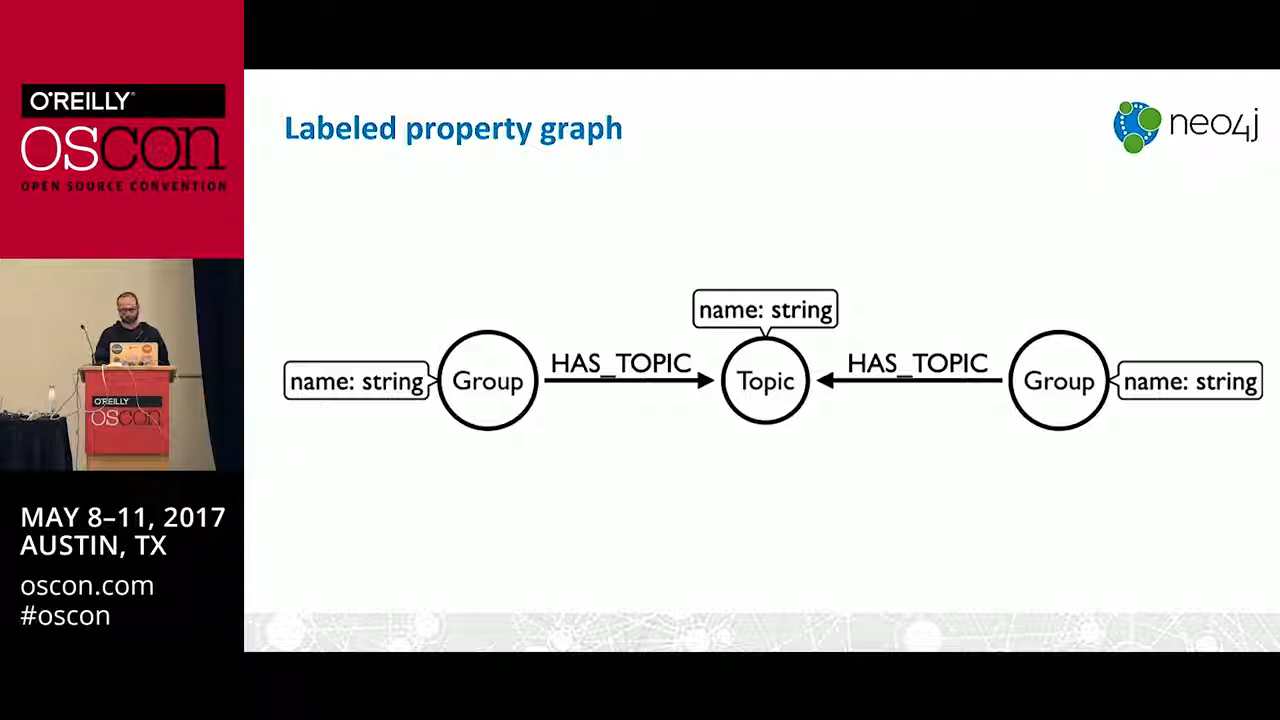 O'REILLY
OSCON
OPEN SOURCE CONVENTION
O'REILLY
OSCON
MAY 8–11, 2017
AUSTIN, TX
oscon.com
#oscon
Labeled property graph
neo4j
name: string
HAS_TOPIC
HAS_TOPIC
name: string
Group
Topic
Group
name: string